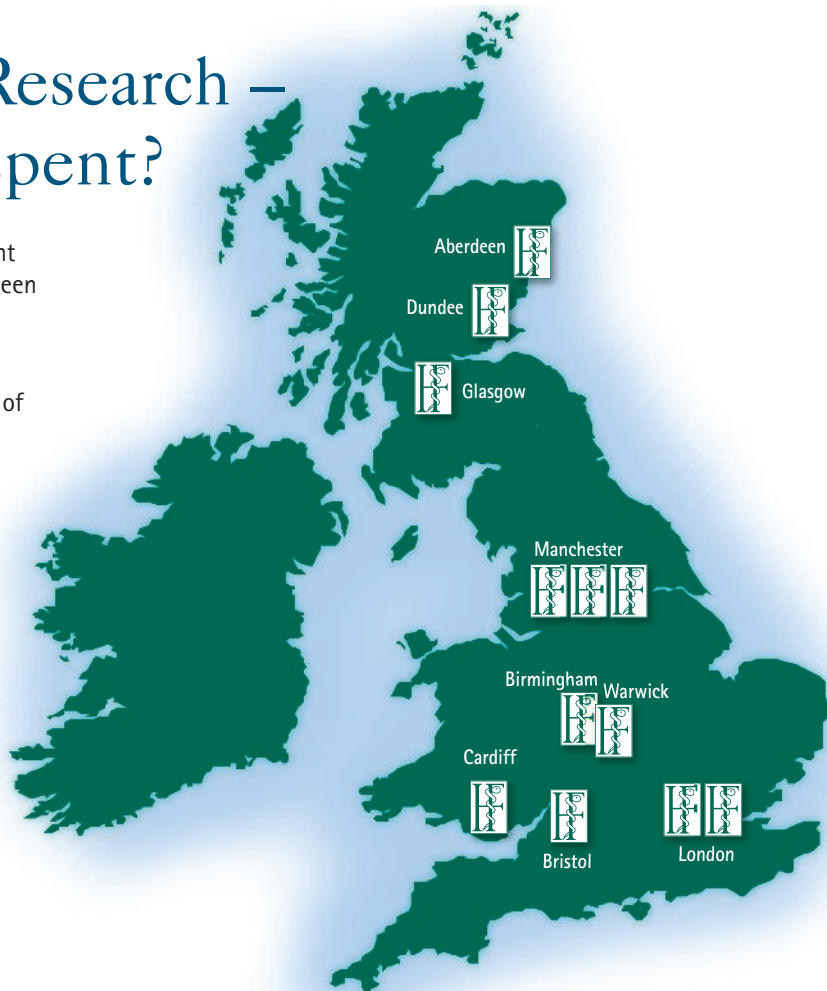 Research –
spent?
nt
een
of
Aberdeen
Dundee
Glasgow
Manchester
Birmingham
Warwick
Cardiff
Bristol
London